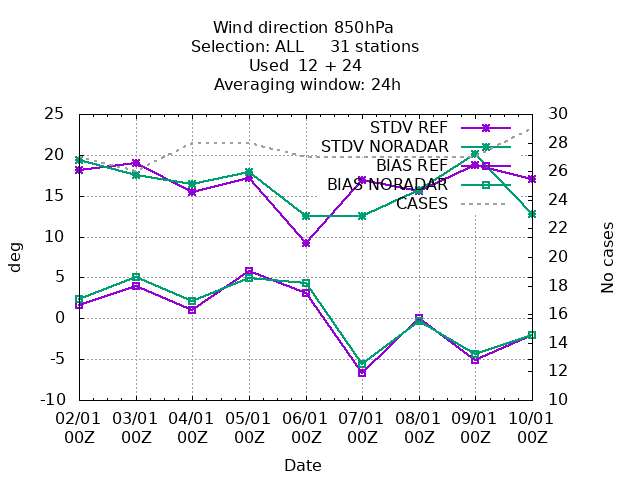 Wind direction 850hPa
Selection: ALL 31 stations
Used 12 + 24
Averaging window: 24h
25
20
15
10
5
0
-5
-10
deg
30
28
26
24
22
20
18
16
14
12
10
No cases
STDV REF
STDV NORADAR
BIAS REF
BIAS NORADAR
CASES
02/01 03/01 04/01 05/01 06/01 07/01 08/01 09/01 10/01
00Z 00Z 00Z 00Z 00Z 00Z 00Z 00Z 00Z
Date